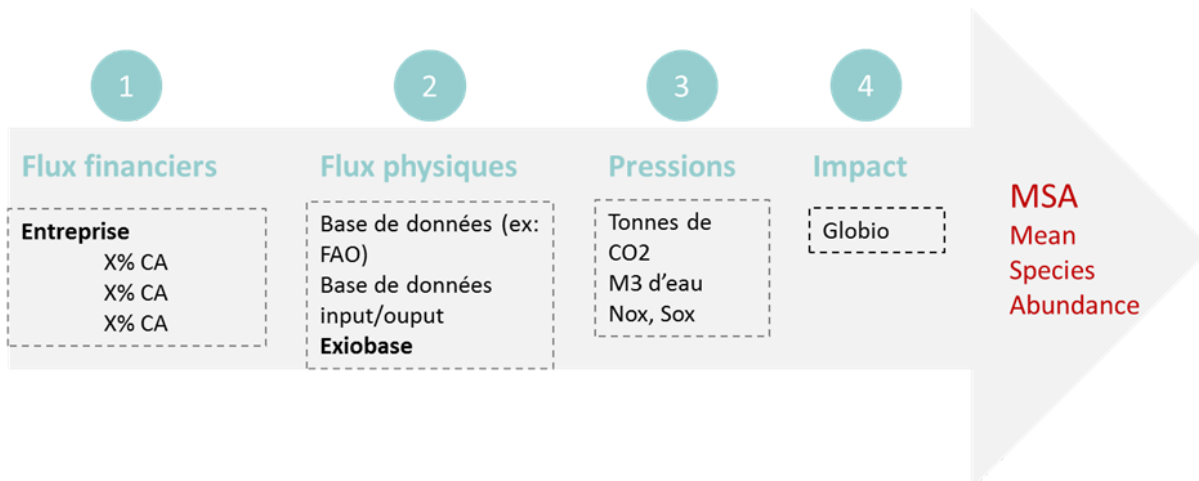 1
Flux financiers
Entreprise
X% CA
X% CA
X% CA
2
Flux physiques
Base de données (ex:
FAO)
Base de données
input/ouput
Exiobase
3
Pressions
Tonnes de
CO2
M3 d’eau
Nox, Sox
4
Impact
Globio
MSA
Mean
Species
Abundance